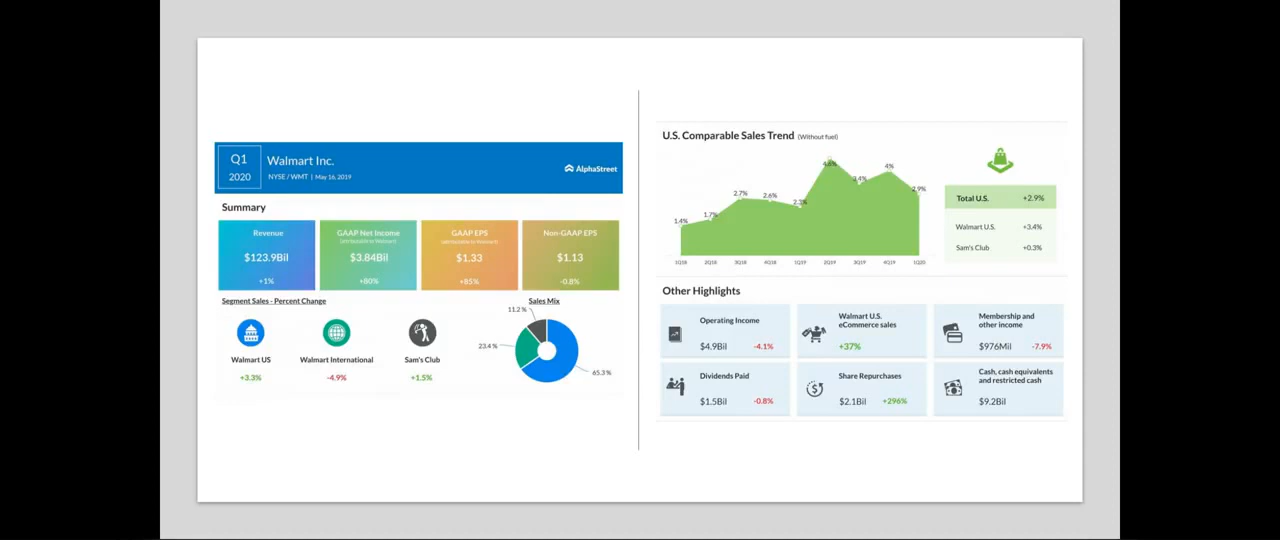 Q1
2020
Walmart Inc.
NYSE / WMT | May 16, 2019
AlphaStreet
Summary
Revenue
$123.9Bil
+1%
GAAP Net Income
(attributable to Walmart)
$3.84Bil
+80%
GAAP EPS
(attributable to Walmart)
$1.33
+85%
Non-GAAP EPS
$1.13
-0.8%
Segment Sales - Percent Change
Walmart US
+3.3%
Walmart International
-4.9%
Sam's Club
+1.5%
Sales Mix
11.2 %
23.4 %
65.3 %
U.S. Comparable Sales Trend (Without fuel)
1.4%
1.7%
2.7%
2.6%
2.3%
3.4%
4%
2.9%
1Q18
2Q18
3Q18
4Q18
1Q19
2Q19
3Q19
4Q19
1Q20
Total U.S. +2.9%
Walmart U.S. +3.4%
Sam's Club +0.3%
Other Highlights
Operating Income
$4.9Bil -4.1%
Walmart U.S.
eCommerce sales
+37%
Membership and
other income
$976Mil -7.9%
Dividends Paid
$1.5Bil -0.8%
Share Repurchases
$2.1Bil +296%
Cash, cash equivalents
and restricted cash
$9.2Bil